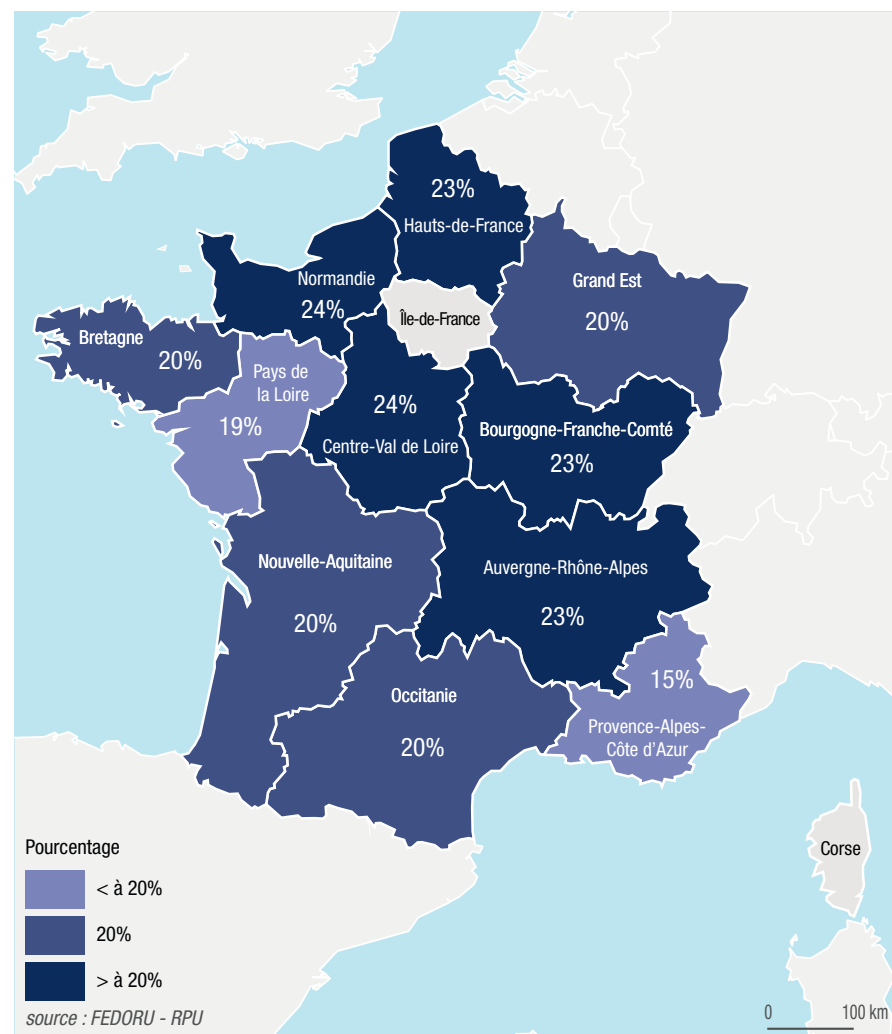 23%
Hauts-de-France
Normandie
24%
Île-de-France
Grand Est
20%
Bretagne
20%
Pays de
la Loire
19%
24%
Centre-Val de Loire
Bourgogne-Franche-Comté
23%
Nouvelle-Aquitaine
20%
Auvergne-Rhône-Alpes
23%
Occitanie
20%
15%
Provence-Alpes-
Côte d'Azur
Corse
Pourcentage
< à 20%
20%
> à 20%
source : FEDORU - RPU
0 100 km